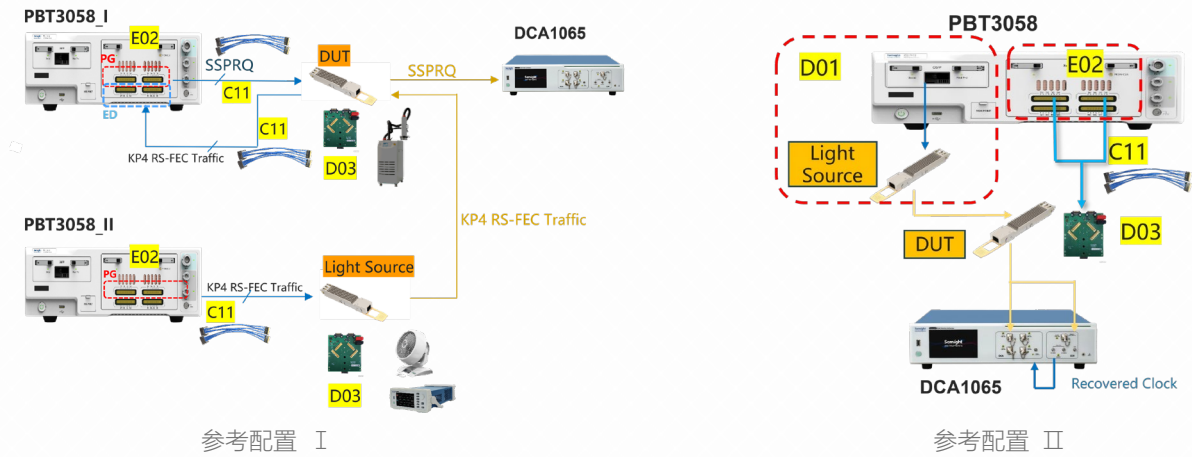 PBT3058_I
E02
PG
ED
SSPRQ
C11
DUT
SSPRQ
DCA1065
C11
KP4 RS-FEC Traffic
D03
KP4 RS-FEC Traffic
PBT3058_II
E02
PG
KP4 RS-FEC Traffic
C11
Light Source
D03
参考配置 Ⅰ
PBT3058
D01
E02
Light
Source
C11
DUT
D03
Semight
DCA1065
Recovered Clock
参考配置 Ⅱ